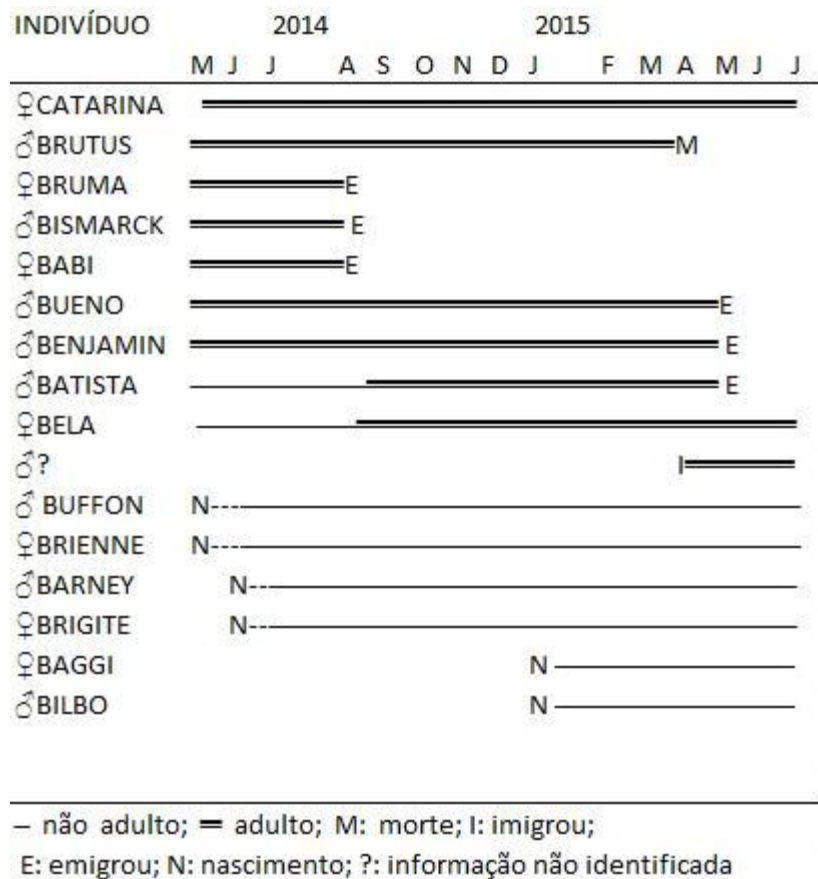 INDIVÍDUO 2014 2015
M J J A S O N D J F M A M J J
♀CATARINA
♂BRUTUS M
♀BRUMA E
♂BISMARCK E
♀BABI E
♂BUENO E
♂BENJAMIN E
♂BATISTA E
♀BELA
♂? I
♂ BUFFON N
♀BRIENNE N
♂BARNEY N
♀BRIGITE N
♀BAGGI N
♂BILBO N
– não adulto; = adulto; M: morte; I: imigrou;
E: emigrou; N: nascimento; ?: informação não identificada